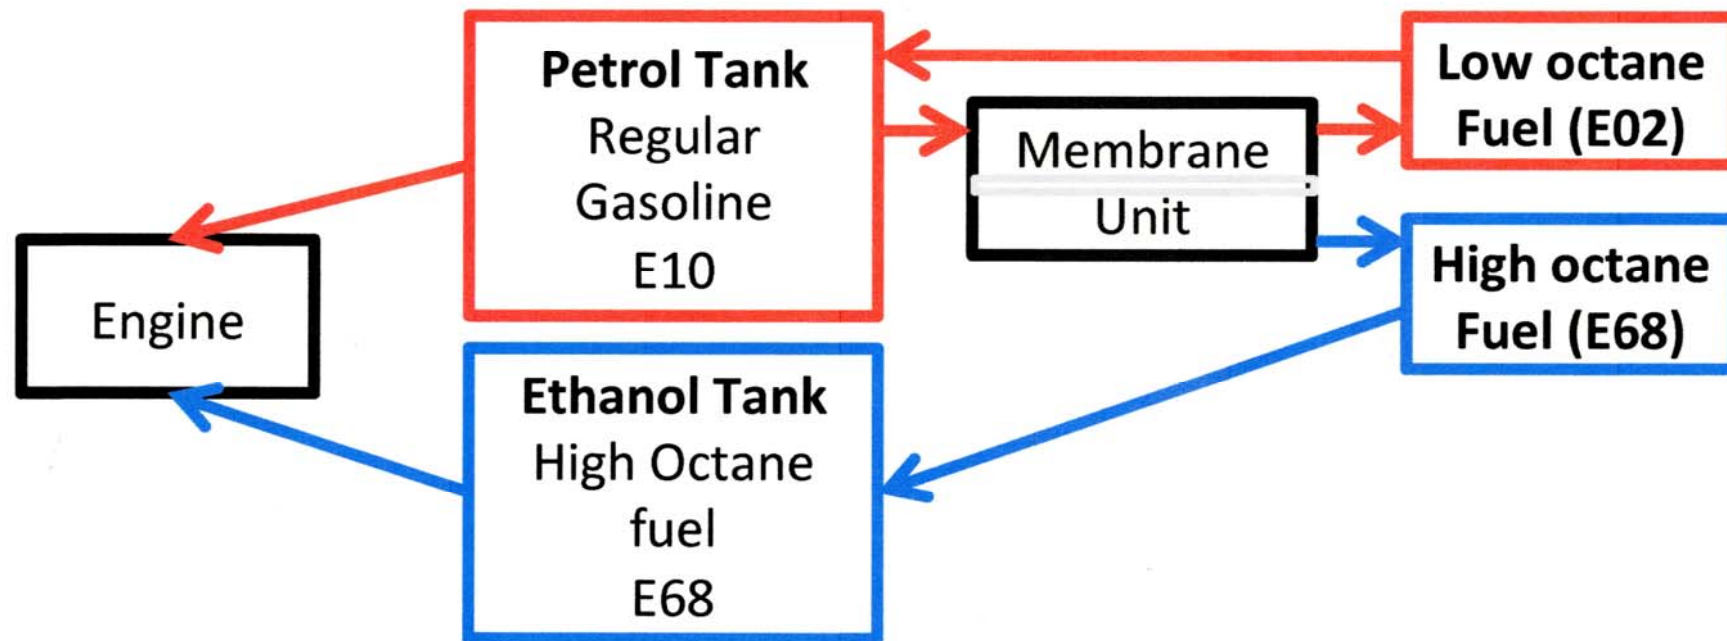 Petrol Tank
Regular
Gasoline
E10
Membrane
Unit
Low octane
Fuel (E02)
High octane
Fuel (E68)
Engine
Ethanol Tank
High Octane
fuel
E68